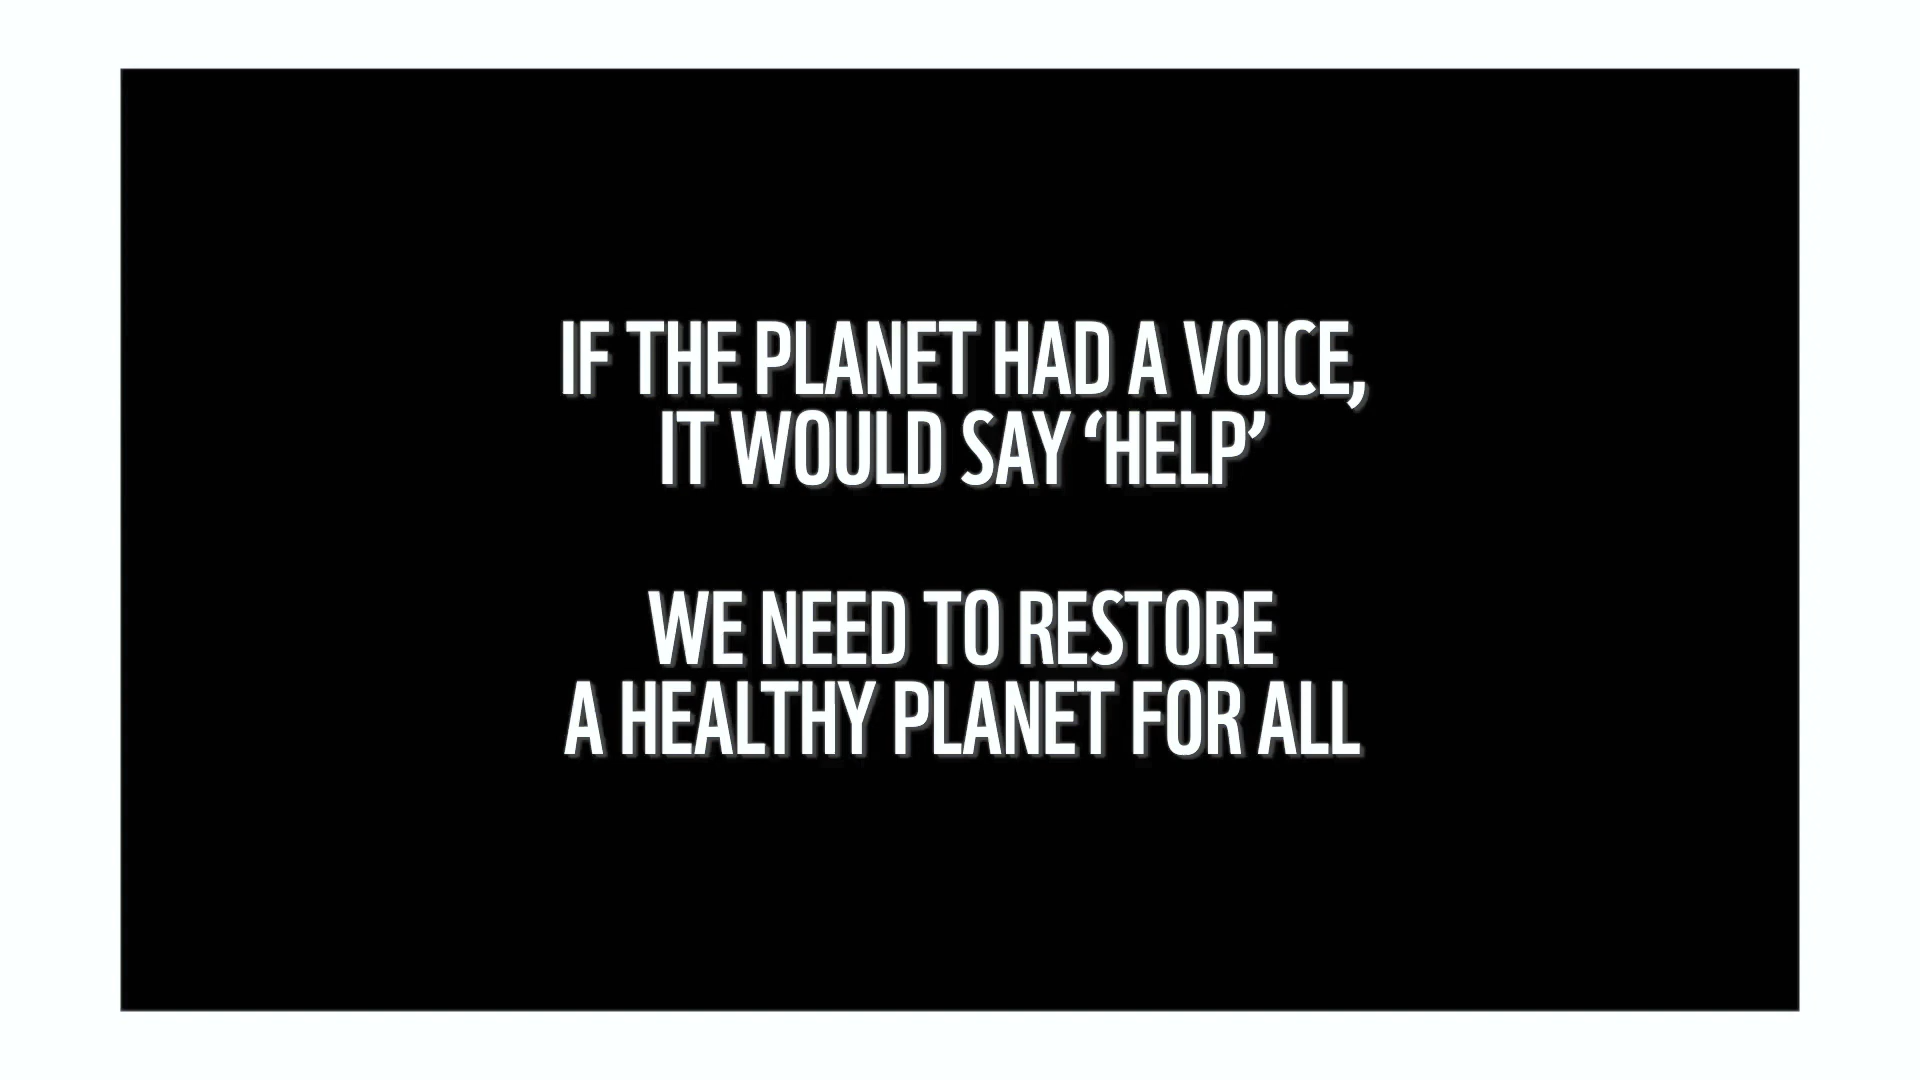 IF THE PLANET HAD A VOICE,
IT WOULD SAY ‘HELP’
WE NEED TO RESTORE
A HEALTHY PLANET FOR ALL